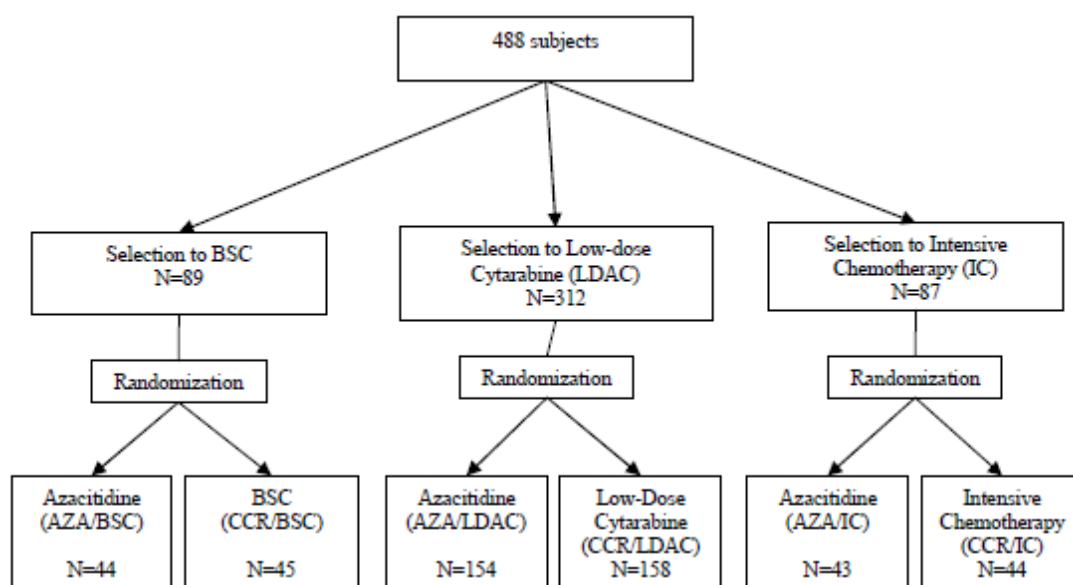 488 subjects
Selection to BSC
N=89
Selection to Low-dose
Cytarabine (LDAC)
N=312
Selection to Intensive
Chemotherapy (IC)
N=87
Randomization
Randomization
Randomization
Azacitidine
(AZA/BSC)
N=44
BSC
(CCR/BSC)
N=45
Azacitidine
(AZA/LDAC)
N=154
Low-Dose
Cytarabine
(CCR/LDAC)
N=158
Azacitidine
(AZA/IC)
N=43
Intensive
Chemotherapy
(CCR/IC)
N=44